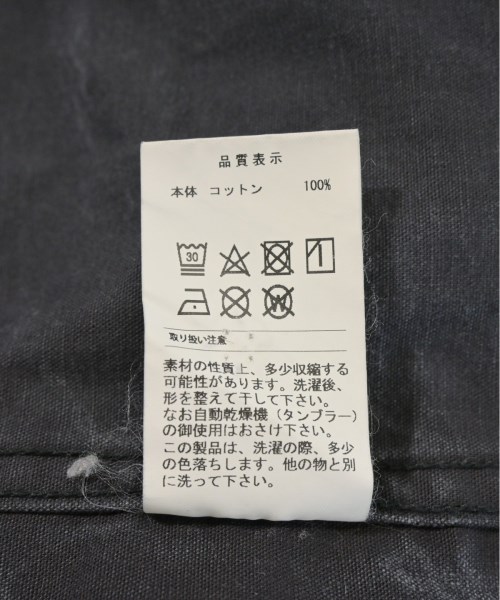 品質表示
本体 コットン 100%
30
W
取り扱い注意
素材の性質上、多少収縮する
可能性があります。洗濯後、
形を整えて干して下さい。
なお自動乾燥機（タンブラー）
の御使用はおさけ下さい。
この製品は、洗濯の際、多少
の色落ちします。他の物と別
に洗って下さい。